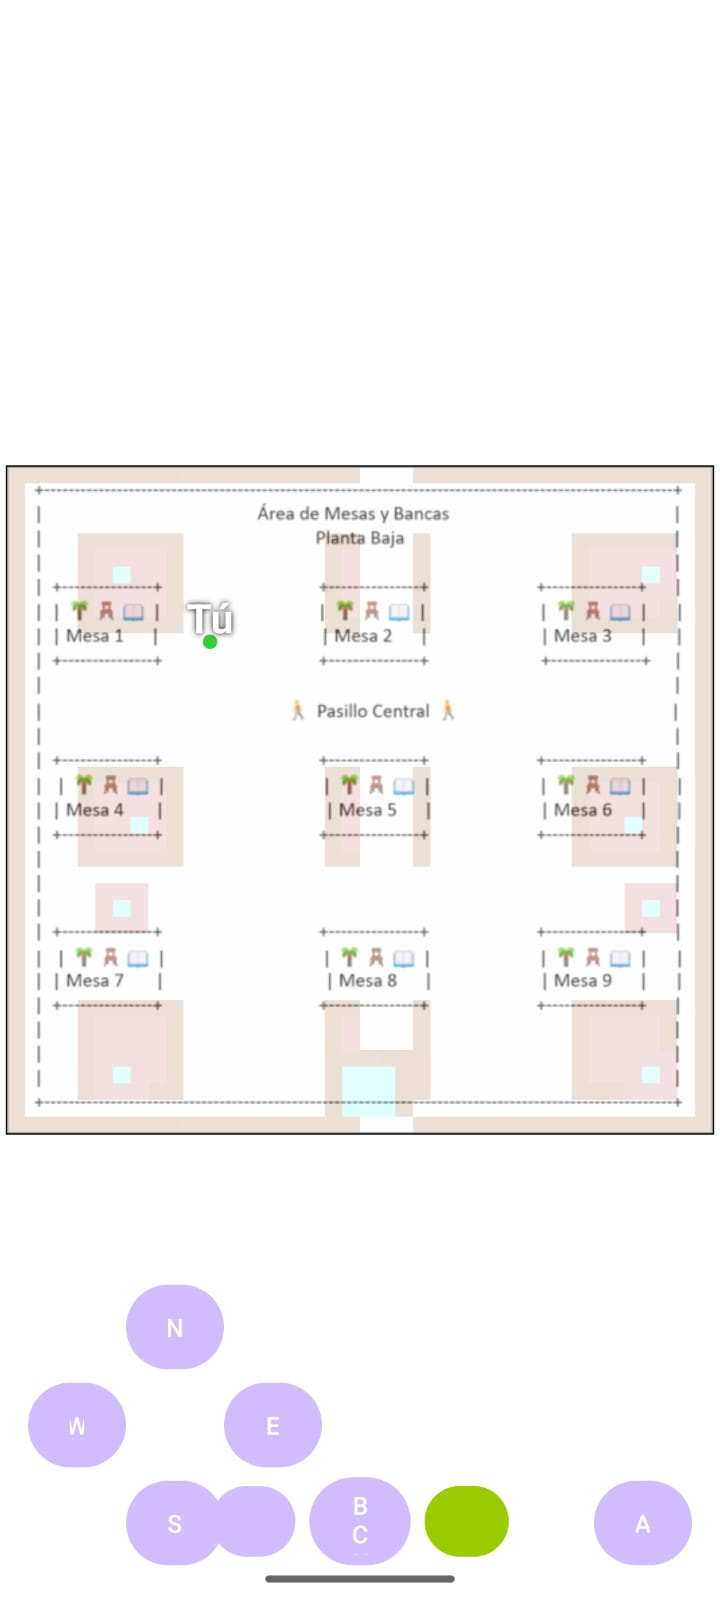 Área de Mesas y Bancas
Planta Baja
Mesa 1
Tú
Mesa 2
Mesa 3
Pasillo Central
Mesa 4
Mesa 5
Mesa 6
Mesa 7
Mesa 8
Mesa 9
N
W
E
S
B
C
A